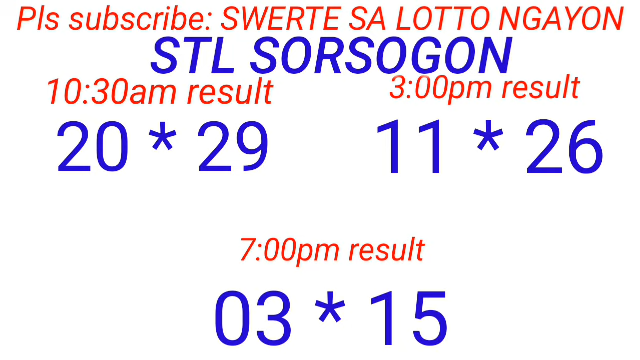 Pls subscribe: SWERTE SA LOTTO NGAYON
STL SORSOGON
10:30am result
3:00pm result
20 * 29
11 * 26
7:00pm result
03 * 15